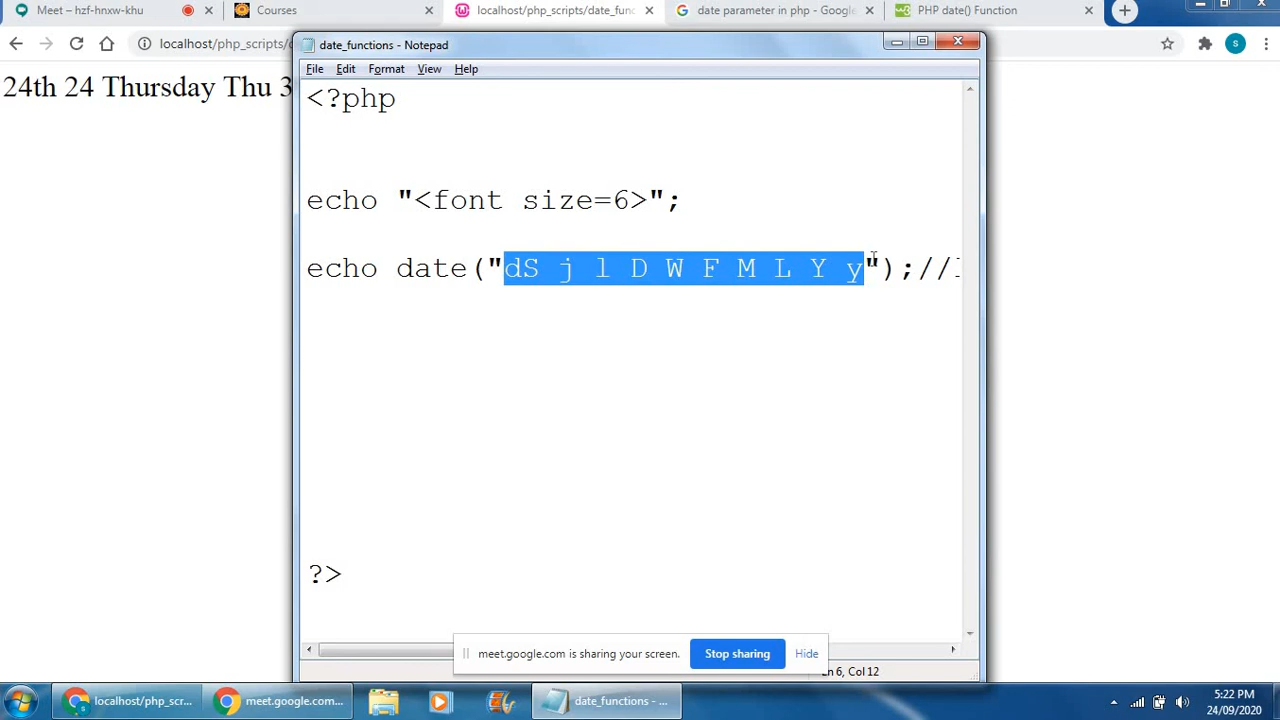 Meet – hzf-hnxw-khu
Courses
localhost/php_scripts/date_func
date parameter in php - Google
PHP date() Function
localhost/php_scripts/d
24th 24 Thursday Thu 3
date_functions - Notepad
File Edit Format View Help
<?php
echo "<font size=6>";
echo date("dS j l D W F M L Y y");//
?>
meet.google.com is sharing your screen.
Stop sharing
Hide
Ln 6, Col 12
localhost/php_scr...
meet.google.com...
date_functions - ...
5:22 PM
24/09/2020
S